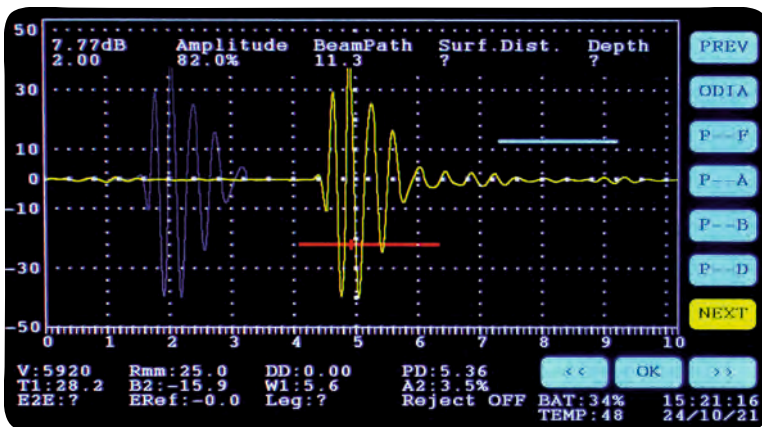 50
7.77dB Amplitude BeamPath Surf.Dist. Depth
2.00 82.0% 11.3 ? ?
30
10
0
-10
-30
-50
0 1 2 3 4 5 6 7 8 9 10
PREV
ODIA
P--F
P--A
P--B
P--D
NEXT
<< OK >>
V:5920 Rmm:25.0 DD:0.00 PD:5.36
T1:28.2 B2:-15.9 W1:5.6 A2:3.5%
E2E:? ERef:-0.0 Leg:? Reject OFF BAT:34% 15:21:16
TEMP:48 24/10/21